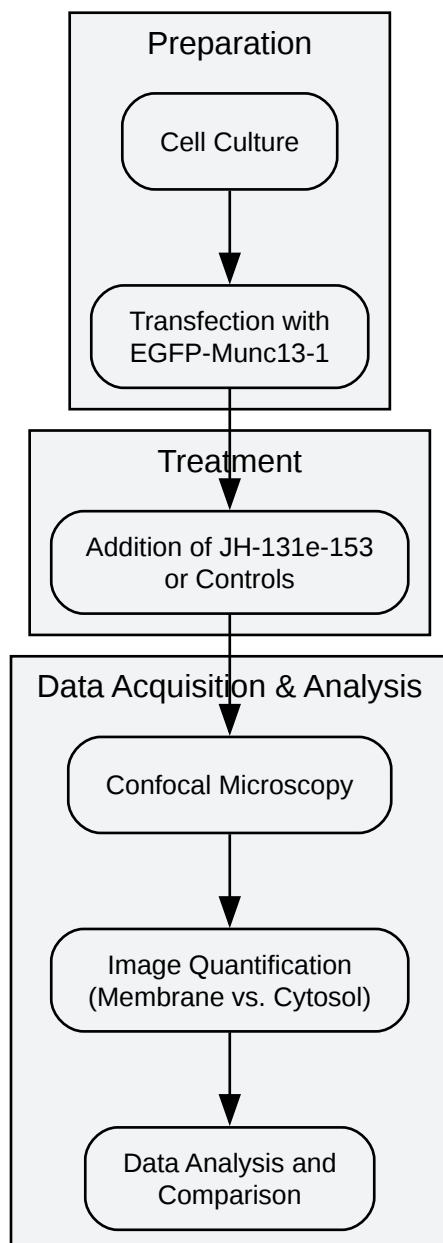 Preparation
Cell Culture
Transfection with
EGFP-Munc13-1
Treatment
Addition of JH-131e-153
or Controls
Data Acquisition & Analysis
Confocal Microscopy
Image Quantification
(Membrane vs. Cytosol)
Data Analysis and
Comparison